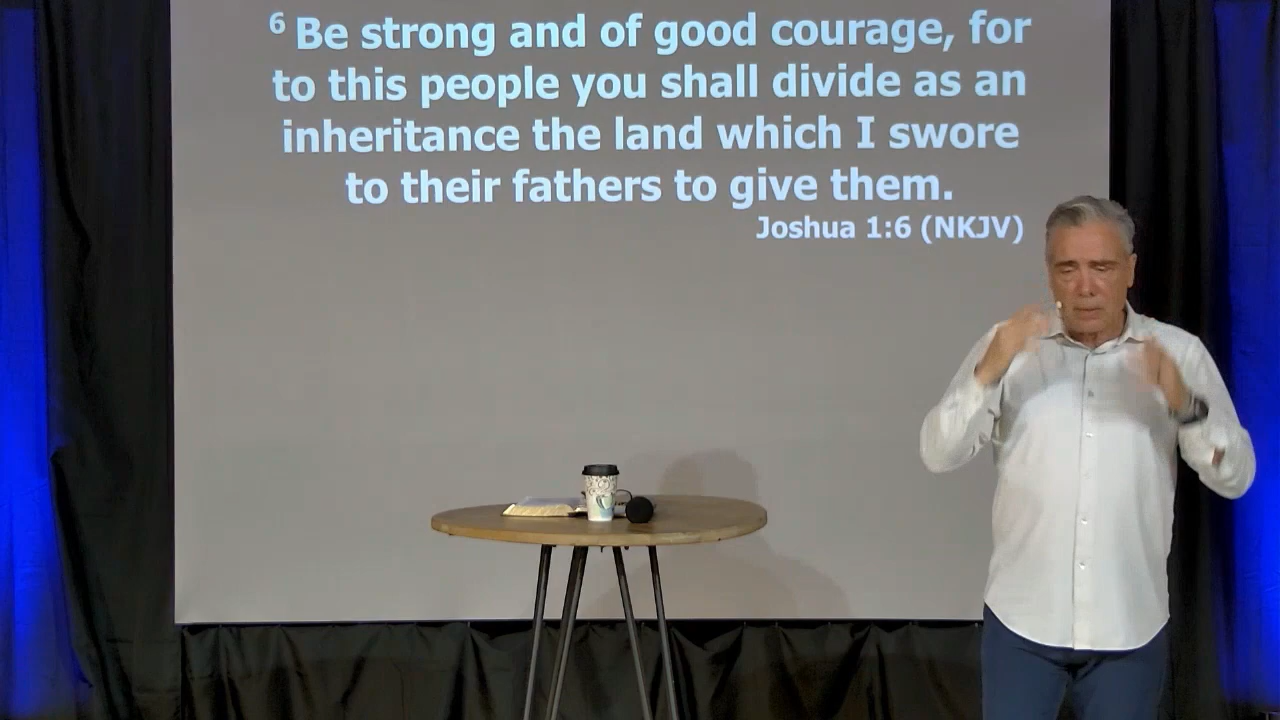 6 Be strong and of good courage, for
to this people you shall divide as an
inheritance the land which I swore
to their fathers to give them.
Joshua 1:6 (NKJV)